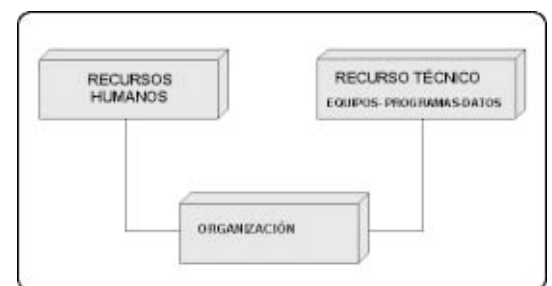 RECURSOS
HUMANOS
RECURSO TÉCNICO
EQUIPOS- PROGRAMAS-DATOS
ORGANIZACIÓN